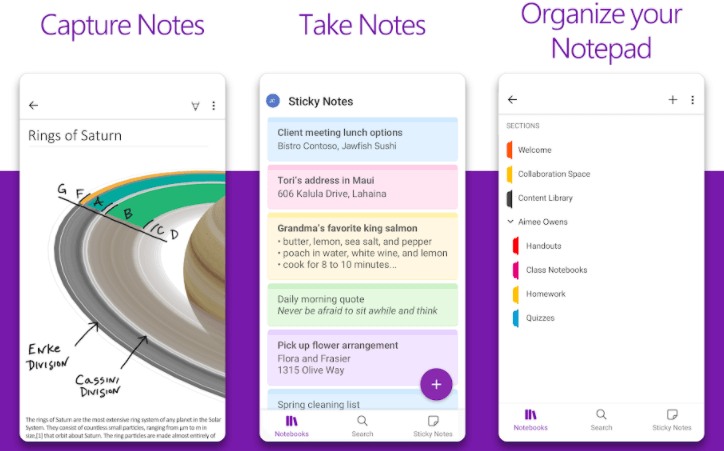 Capture Notes
Rings of Saturn
G
F
A
B
C
D
ENKE
DIVISION
CASSINI
DIVISION
The rings of Saturn are the most extensive ring system of any planet in the Solar
System. They consist of countless small particles, ranging from μm to m in
size,[1] that orbit about Saturn. The ring particles are made almost entirely of
Take Notes
Sticky Notes
Client meeting lunch options
Bistro Contoso, Jawfish Sushi
Tori's address in Maui
606 Kalula Drive, Lahaina
Grandma's favorite king salmon
• butter, lemon, sea salt, and pepper
• poach in water, white wine, and lemon
• cook for 8 to 10 minutes...
Daily morning quote
Never be afraid to sit awhile and think
Pick up flower arrangement
Flora and Frasier
1315 Olive Way
Spring cleaning list
Notebooks
Search
Sticky Notes
Organize your
Notepad
SECTIONS
Welcome
Collaboration Space
Content Library
Aimee Owens
Handouts
Class Notebooks
Homework
Quizzes
Notebooks
Search
Sticky Notes